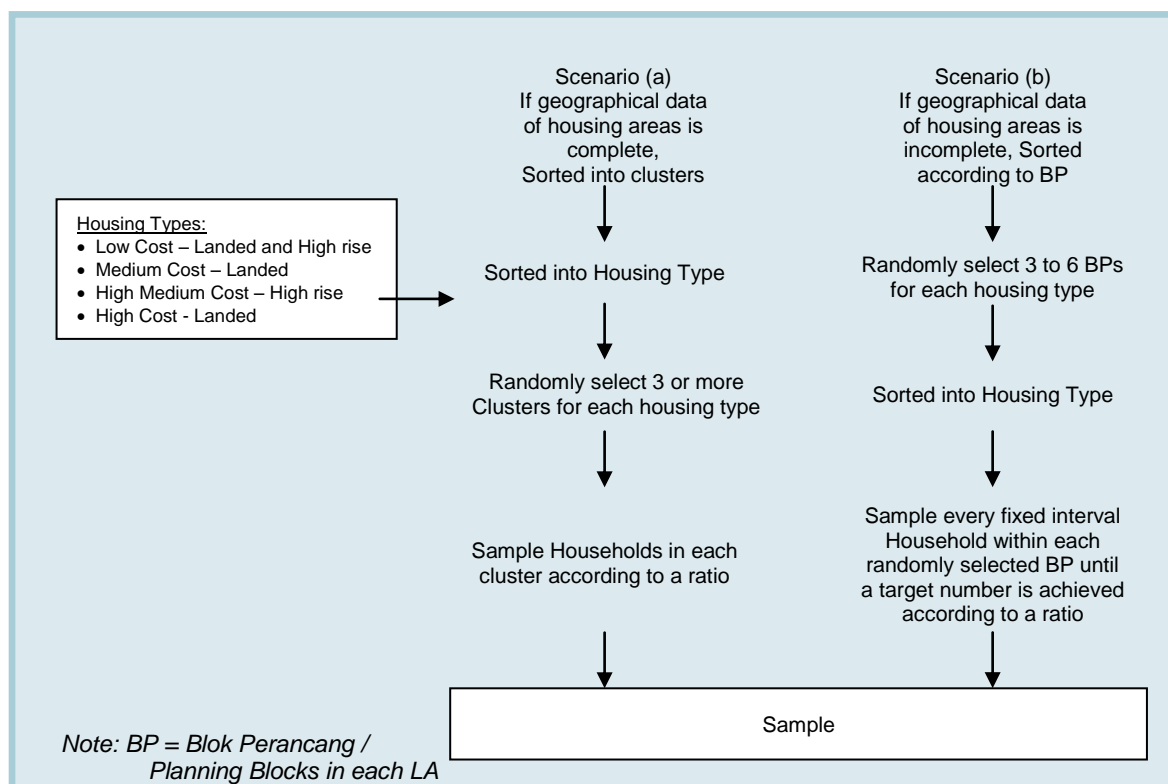 Scenario (a)
If geographical data
of housing areas is
complete,
Sorted into clusters
Scenario (b)
If geographical data
of housing areas is
incomplete, Sorted
according to BP
Housing Types:
• Low Cost – Landed and High rise
• Medium Cost – Landed
• High Medium Cost – High rise
• High Cost - Landed
Sorted into Housing Type
Randomly select 3 to 6 BPs
for each housing type
Randomly select 3 or more
Clusters for each housing type
Sorted into Housing Type
Sample Households in each
cluster according to a ratio
Sample every fixed interval
Household within each
randomly selected BP until
a target number is achieved
according to a ratio
Sample
Note: BP = Blok Perancang /
Planning Blocks in each LA